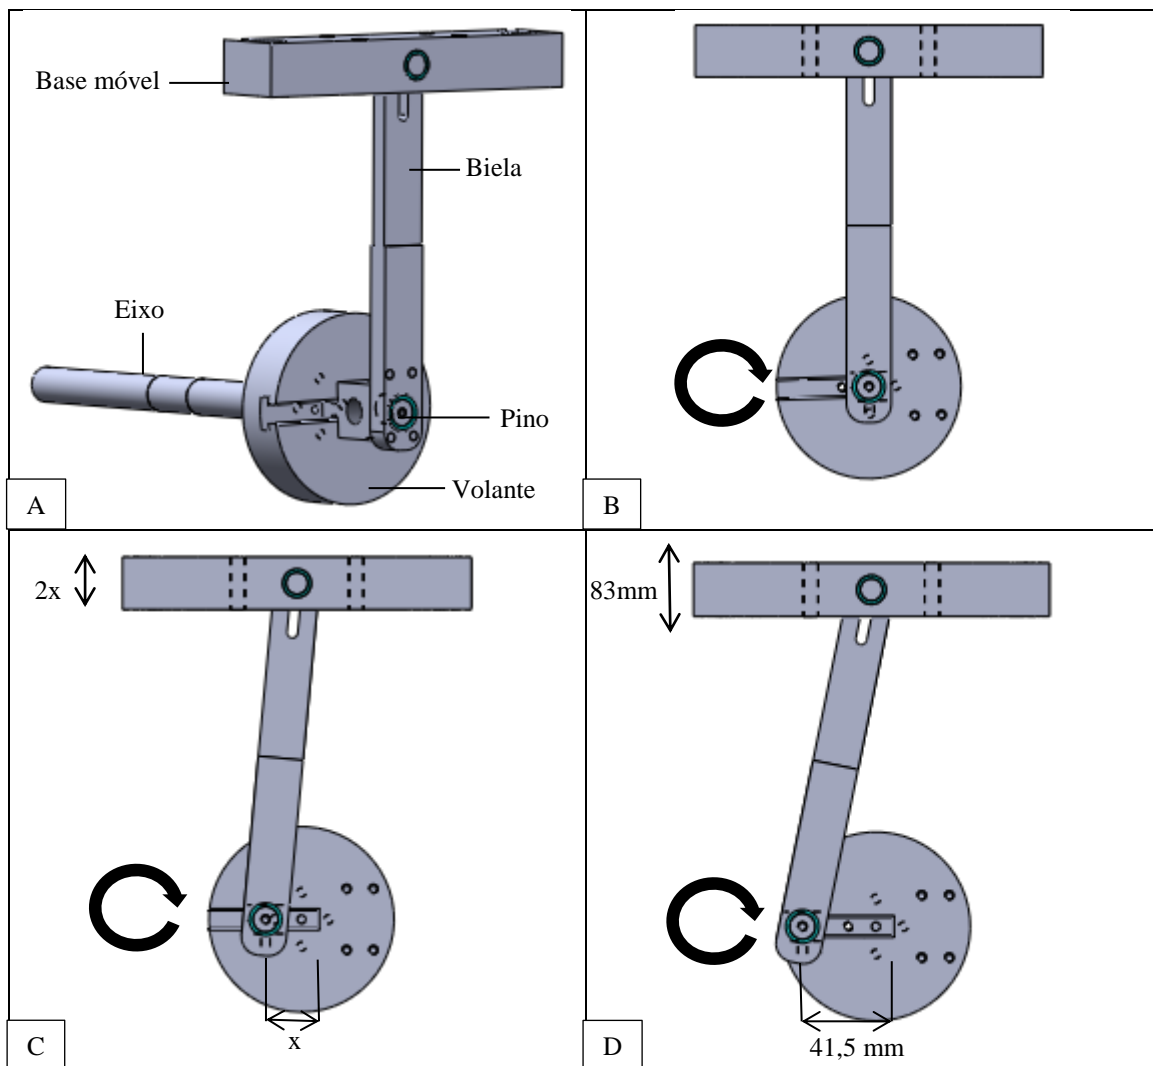 Base móvel
Biela
Eixo
Pino
Volante
A
B
2x
x
C
83mm
41,5 mm
D